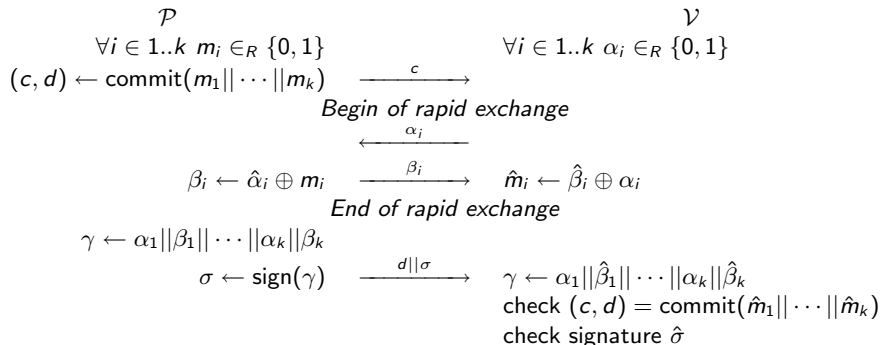 𝒫 𝒱
∀i ∈ 1..k m_i ∈_R {0, 1} ∀i ∈ 1..k α_i ∈_R {0, 1}
(c, d) ← commit(m_1|| · · · ||m_k) c
Begin of rapid exchange
α_i
β_i ← α̂_i ⊕ m_i β_i m̂_i ← β̂_i ⊕ α_i
End of rapid exchange
γ ← α_1||β_1|| · · · ||α_k||β_k
σ ← sign(γ) d||σ γ ← α_1||β̂_1|| · · · ||α_k||β̂_k
check (c, d) = commit(m̂_1|| · · · ||m̂_k)
check signature σ̂